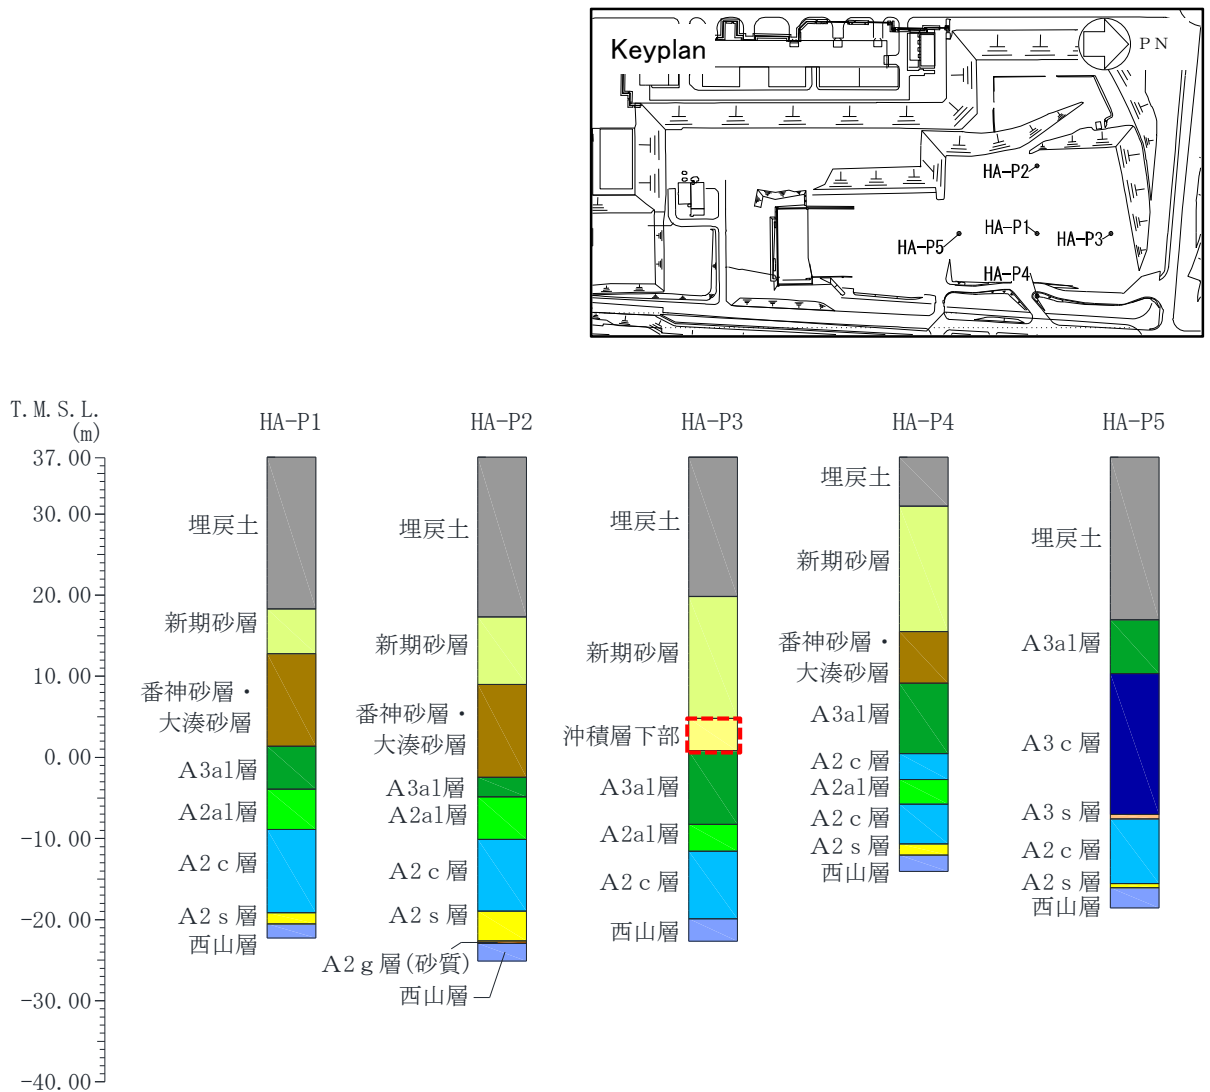 Keyplan
PN
HA-P2
HA-P1
HA-P3
HA-P5
HA-P4
T.M.S.L.
(m)
37.00
30.00
20.00
10.00
0.00
-10.00
-20.00
-30.00
-40.00
HA-P1
埋戻土
新期砂層
番神砂層・
大湊砂層
A3al層
A2al層
A2c層
A2s層
西山層
HA-P2
埋戻土
新期砂層
番神砂層・
大湊砂層
A3al層
A2al層
A2c層
A2s層
A2g層(砂質)
西山層
HA-P3
埋戻土
新期砂層
沖積層下部
A3al層
A2al層
A2c層
西山層
HA-P4
埋戻土
新期砂層
番神砂層・
大湊砂層
A3al層
A2c層
A2al層
A2c層
A2s層
西山層
HA-P5
埋戻土
A3al層
A3c層
A3s層
A2c層
A2s層
西山層